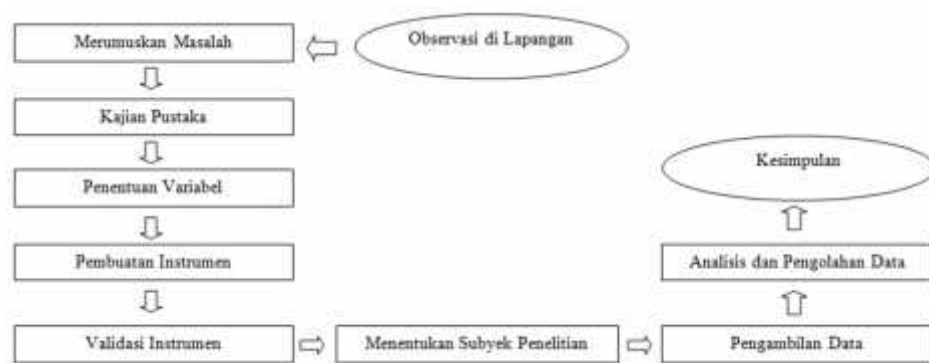 Observasi di Lapangan
Merumuskan Masalah
Kajian Pustaka
Penentuan Variabel
Pembuatan Instrumen
Validasi Instrumen
Menentukan Subyek Penelitian
Pengambilan Data
Analisis dan Pengolahan Data
Kesimpulan